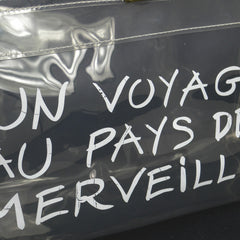 UN VOYAG
AU PAYS DE
MERVEILL